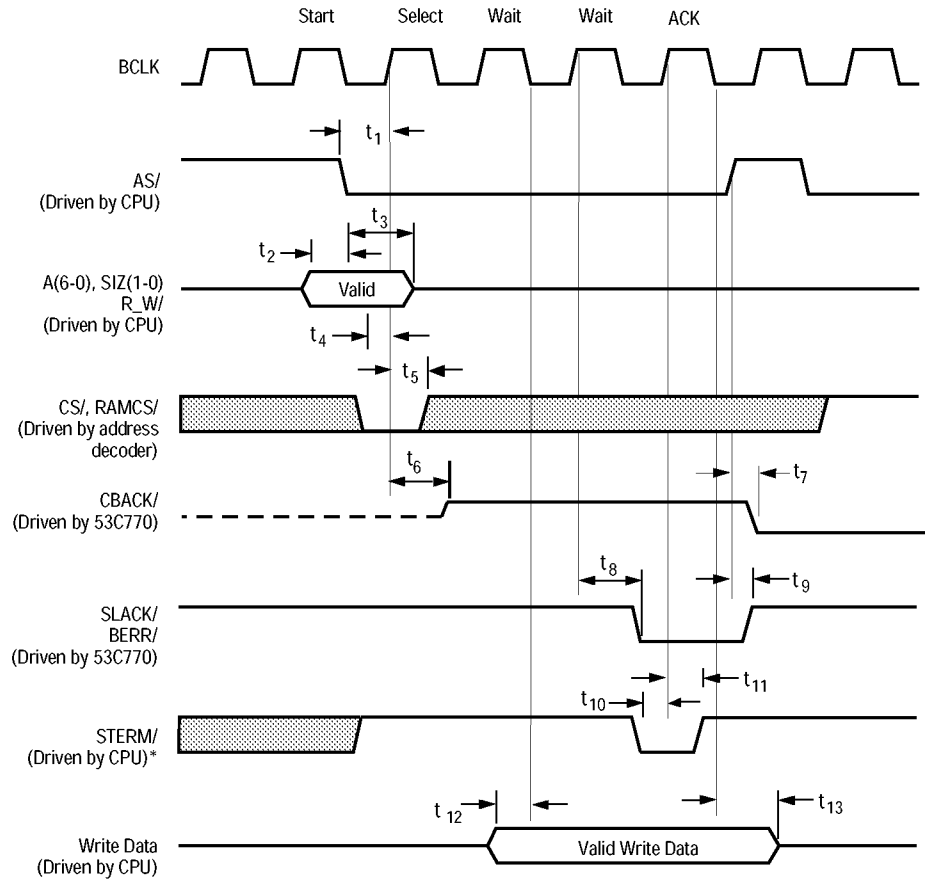 Start Select Wait Wait ACK
BCLK
t1
AS/
(Driven by CPU)
t3
t2
A(6-0), SIZ(1-0)
R_W/
(Driven by CPU)
Valid
t4
t5
CS/, RAMCS/
(Driven by address
decoder)
t6
t7
CBACK/
(Driven by 53C770)
t8
t9
SLACK/
BERR/
(Driven by 53C770)
t11
t10
STERM/
(Driven by CPU)*
t12
t13
Write Data
(Driven by CPU)
Valid Write Data